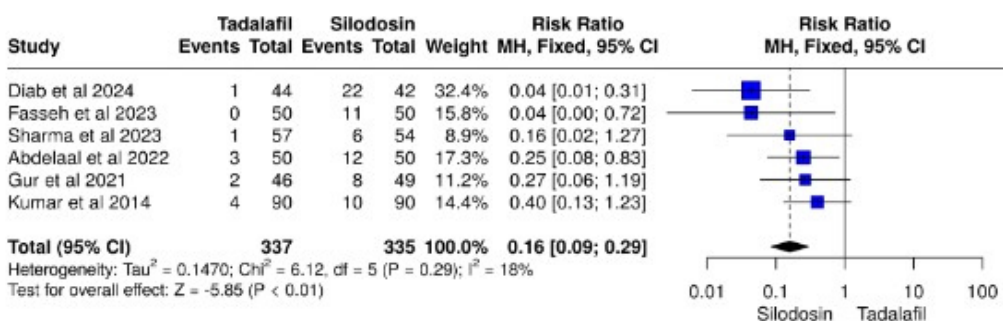 Tadalafil Silodosin Risk Ratio Risk Ratio
Study Events Total Events Total Weight MH, Fixed, 95% CI MH, Fixed, 95% CI
Diab et al 2024 1 44 22 42 32.4% 0.04 [0.01; 0.31]
Fasseh et al 2023 0 50 11 50 15.8% 0.04 [0.00; 0.72]
Sharma et al 2023 1 57 6 54 8.9% 0.16 [0.02; 1.27]
Abdelaal et al 2022 3 50 12 50 17.3% 0.25 [0.08; 0.83]
Gur et al 2021 2 46 8 49 11.2% 0.27 [0.06; 1.19]
Kumar et al 2014 4 90 10 90 14.4% 0.40 [0.13; 1.23]
Total (95% CI) 337 335 100.0% 0.16 [0.09; 0.29]
Heterogeneity: Tau² = 0.1470; Chi² = 6.12, df = 5 (P = 0.29); I² = 18%
Test for overall effect: Z = -5.85 (P < 0.01)
0.01 0.1 1 10 100
Silodosin Tadalafil